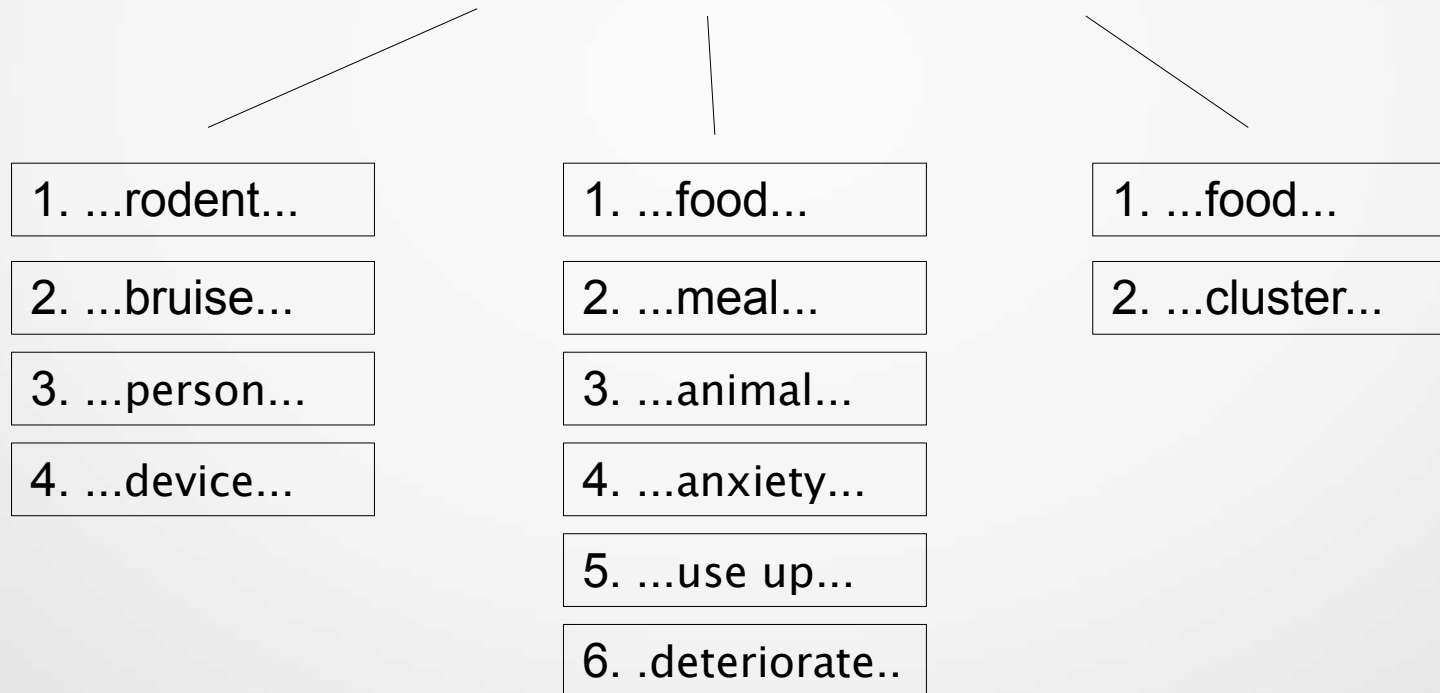 1. ...rodent...
2. ...bruise...
3. ...person...
4. ...device...
1. ...food...
2. ...meal...
3. ...animal...
4. ...anxiety...
5. ...use up...
6. .deteriorate..
1. ...food...
2. ...cluster...